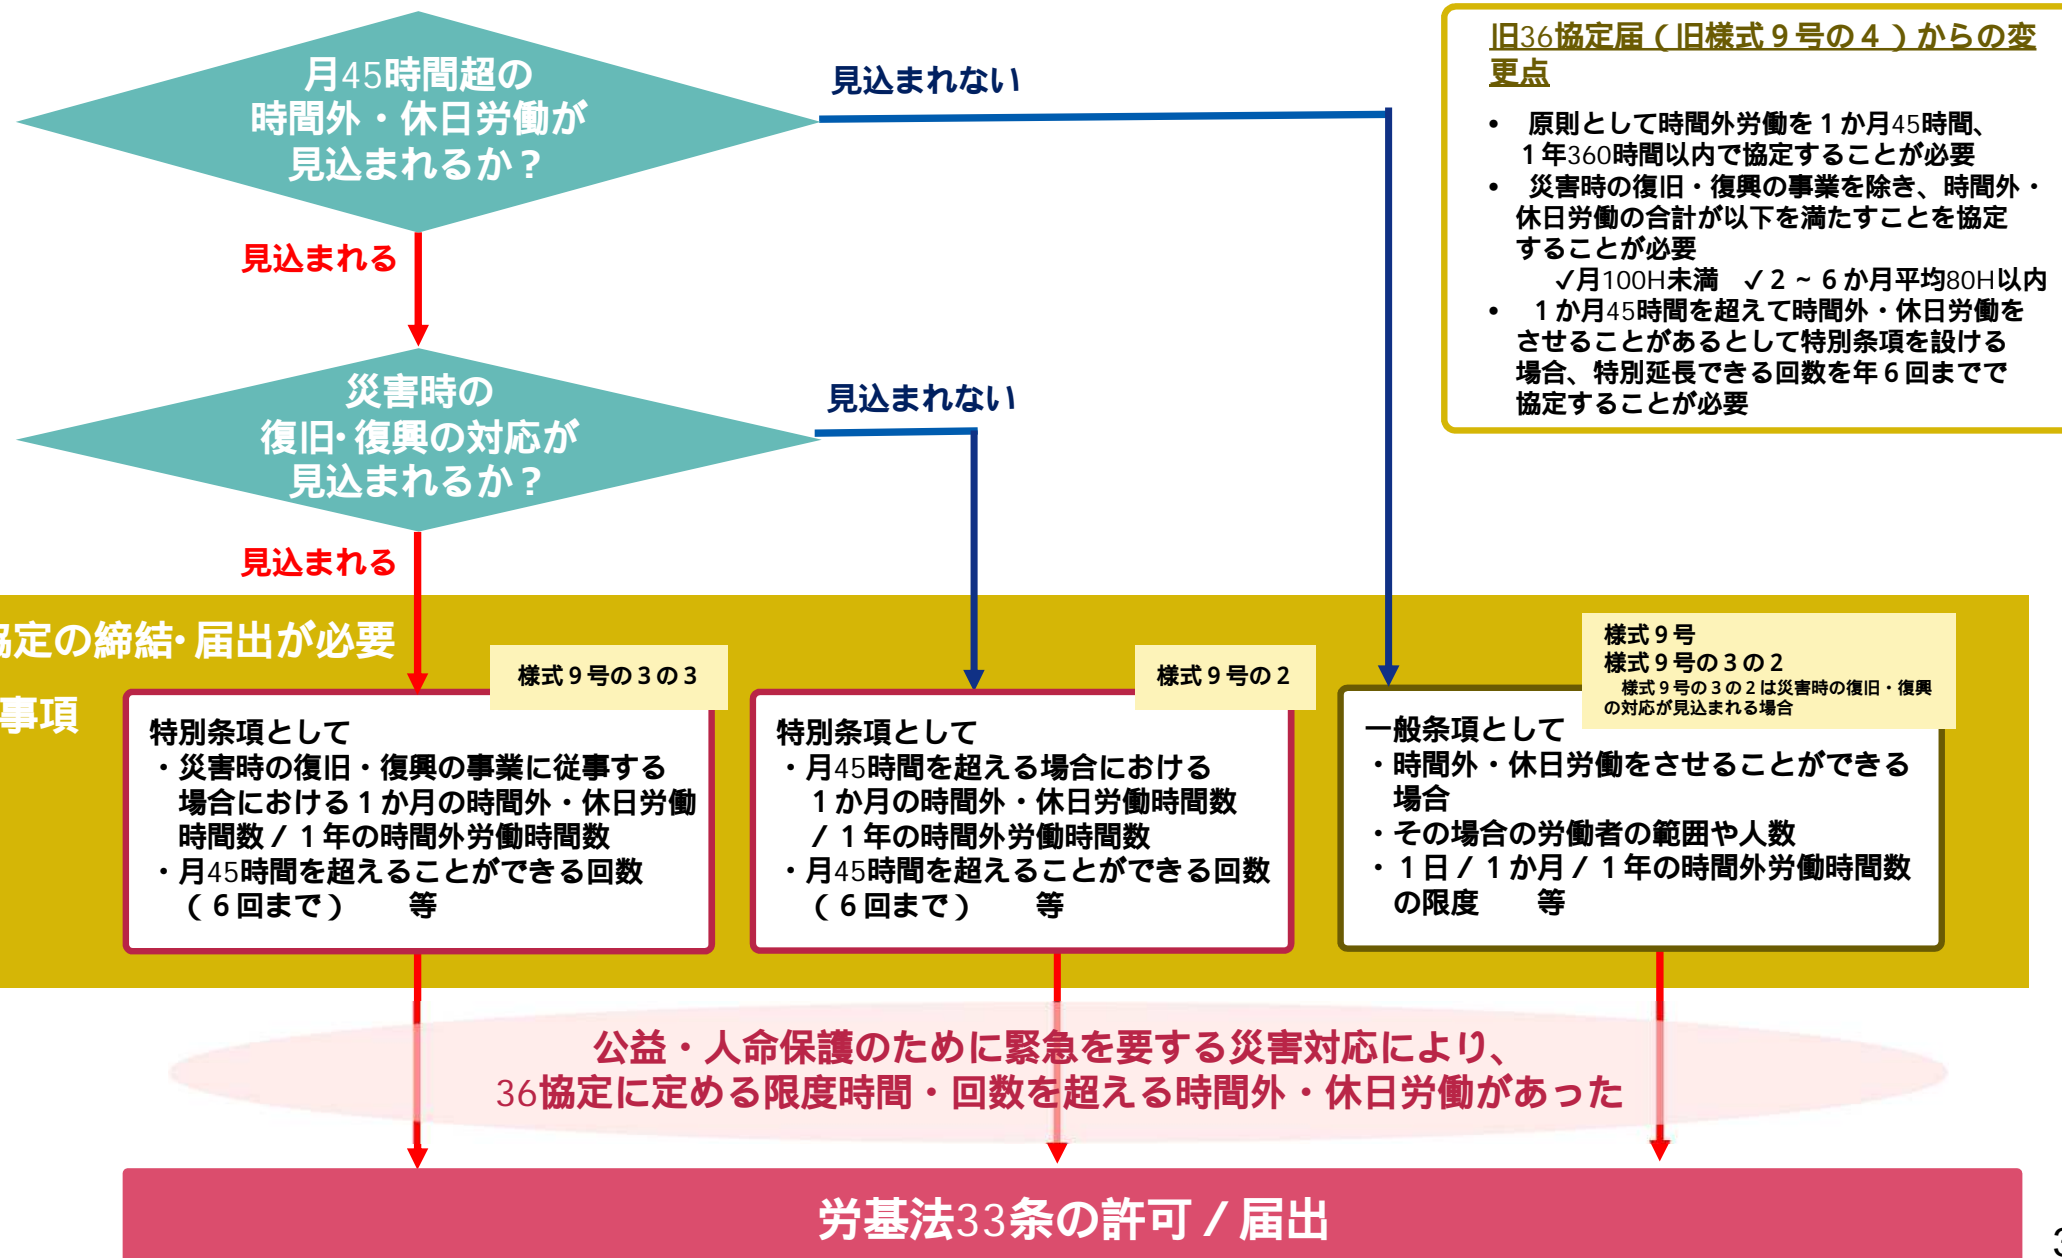 月45時間超の
時間外・休日労働が
見込まれるか？
見込まれない
見込まれる
災害時の
復旧・復興の対応が
見込まれるか？
見込まれない
見込まれる
旧36協定届（旧様式９号の４）からの変
更点
• 原則として時間外労働を１か月45時間、
１年360時間以内で協定することが必要
• 災害時の復旧・復興の事業を除き、時間外・
休日労働の合計が以下を満たすことを協定
することが必要
✓月100H未満　✓２～６か月平均80H以内
• １か月45時間を超えて時間外・休日労働を
させることがあるとして特別条項を設ける
場合、特別延長できる回数を年６回までで
協定することが必要
協定の締結・届出が必要
事項
様式９号の３の３
特別条項として
・災害時の復旧・復興の事業に従事する
場合における１か月の時間外・休日労働
時間数／１年の時間外労働時間数
・月45時間を超えることができる回数
（６回まで）　　等
様式９号の２
特別条項として
・月45時間を超える場合における
１か月の時間外・休日労働時間数
／１年の時間外労働時間数
・月45時間を超えることができる回数
（６回まで）　　等
様式９号
様式９号の３の２
様式９号の３の２は災害時の復旧・復興
の対応が見込まれる場合
一般条項として
・時間外・休日労働をさせることができる
場合
・その場合の労働者の範囲や人数
・１日／１か月／１年の時間外労働時間数
の限度　　等
公益・人命保護のために緊急を要する災害対応により、
36協定に定める限度時間・回数を超える時間外・休日労働があった
労基法33条の許可／届出